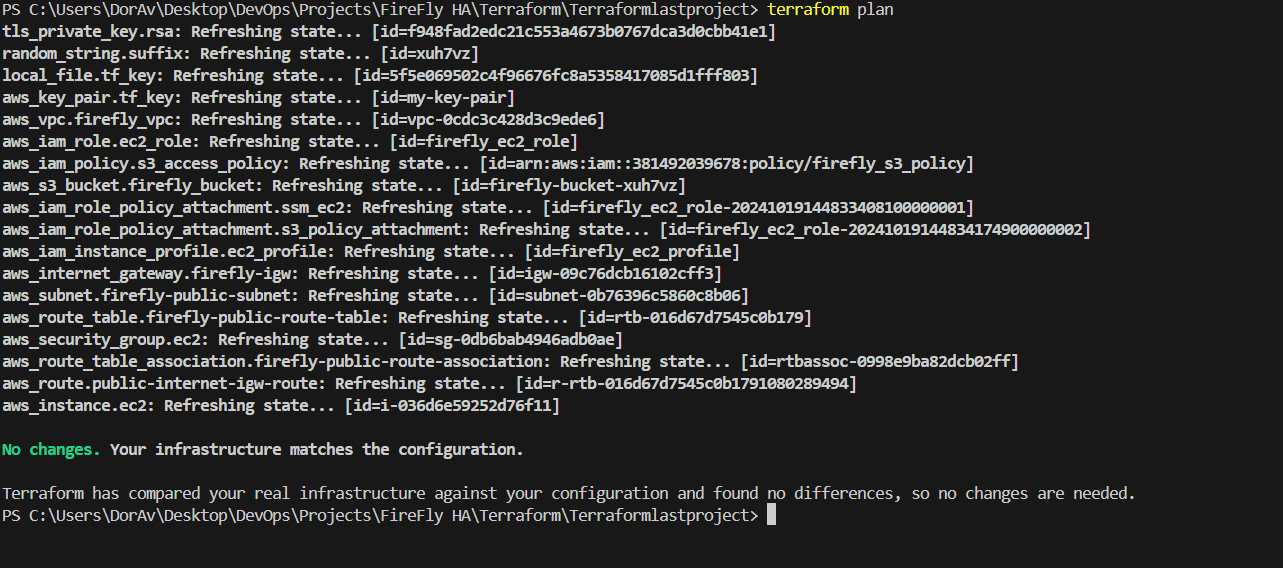 PS C:\Users\DorAv\Desktop\DevOps\Projects\FireFly HA\Terraform\Terraformlastproject> terraform plan
tls_private_key.rsa: Refreshing state... [id=f948fad2edc21c553a4673b0767dca3d0cbb41e1]
random_string.suffix: Refreshing state... [id=xuh7vz]
local_file.tf_key: Refreshing state... [id=5f5e069502c4f96676fc8a5358417085d1fff803]
aws_key_pair.tf_key: Refreshing state... [id=my-key-pair]
aws_vpc.firefly_vpc: Refreshing state... [id=vpc-0cdc3c428d3c9ede6]
aws_iam_role.ec2_role: Refreshing state... [id=firefly_ec2_role]
aws_iam_policy.s3_access_policy: Refreshing state... [id=arn:aws:iam::381492039678:policy/firefly_s3_policy]
aws_s3_bucket.firefly_bucket: Refreshing state... [id=firefly-bucket-xuh7vz]
aws_iam_role_policy_attachment.ssm_ec2: Refreshing state... [id=firefly_ec2_role-20241019144833408100000001]
aws_iam_role_policy_attachment.s3_policy_attachment: Refreshing state... [id=firefly_ec2_role-20241019144834174900000002]
aws_iam_instance_profile.ec2_profile: Refreshing state... [id=firefly_ec2_profile]
aws_internet_gateway.firefly-igw: Refreshing state... [id=igw-09c76dcb16102cff3]
aws_subnet.firefly-public-subnet: Refreshing state... [id=subnet-0b76396c5860c8b06]
aws_route_table.firefly-public-route-table: Refreshing state... [id=rtb-016d67d7545c0b179]
aws_security_group.ec2: Refreshing state... [id=sg-0db6bab4946adb0ae]
aws_route_table_association.firefly-public-route-association: Refreshing state... [id=rtbassoc-0998e9ba82dcb02ff]
aws_route.public-internet-igw-route: Refreshing state... [id=r-rtb-016d67d7545c0b1791080289494]
aws_instance.ec2: Refreshing state... [id=i-036d6e59252d76f11]
No changes. Your infrastructure matches the configuration.
Terraform has compared your real infrastructure against your configuration and found no differences, so no changes are needed.
PS C:\Users\DorAv\Desktop\DevOps\Projects\FireFly HA\Terraform\Terraformlastproject>